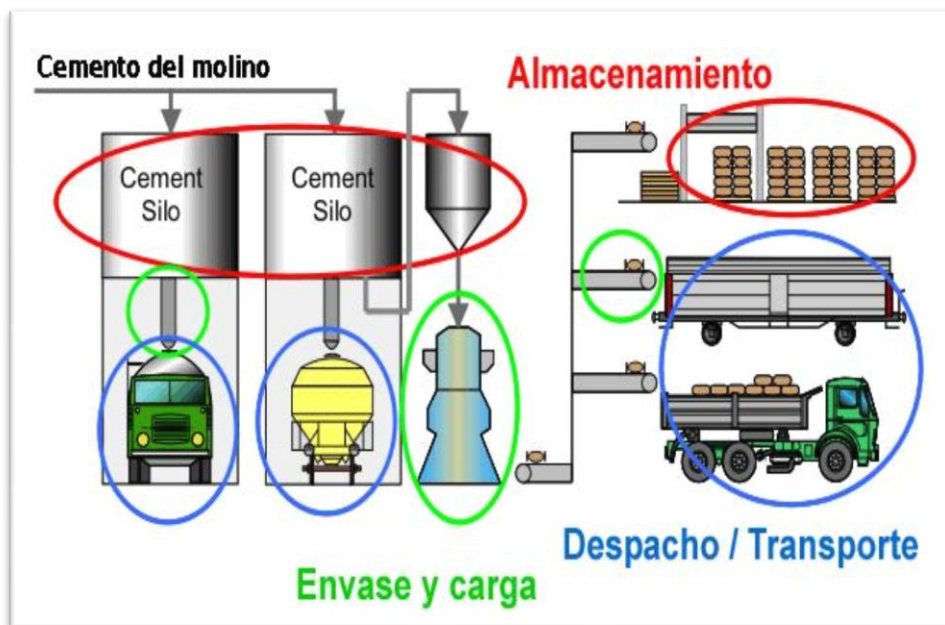 Cemento del molino
Almacenamiento
Cement
Silo
Cement
Silo
Despacho / Transporte
Envase y carga